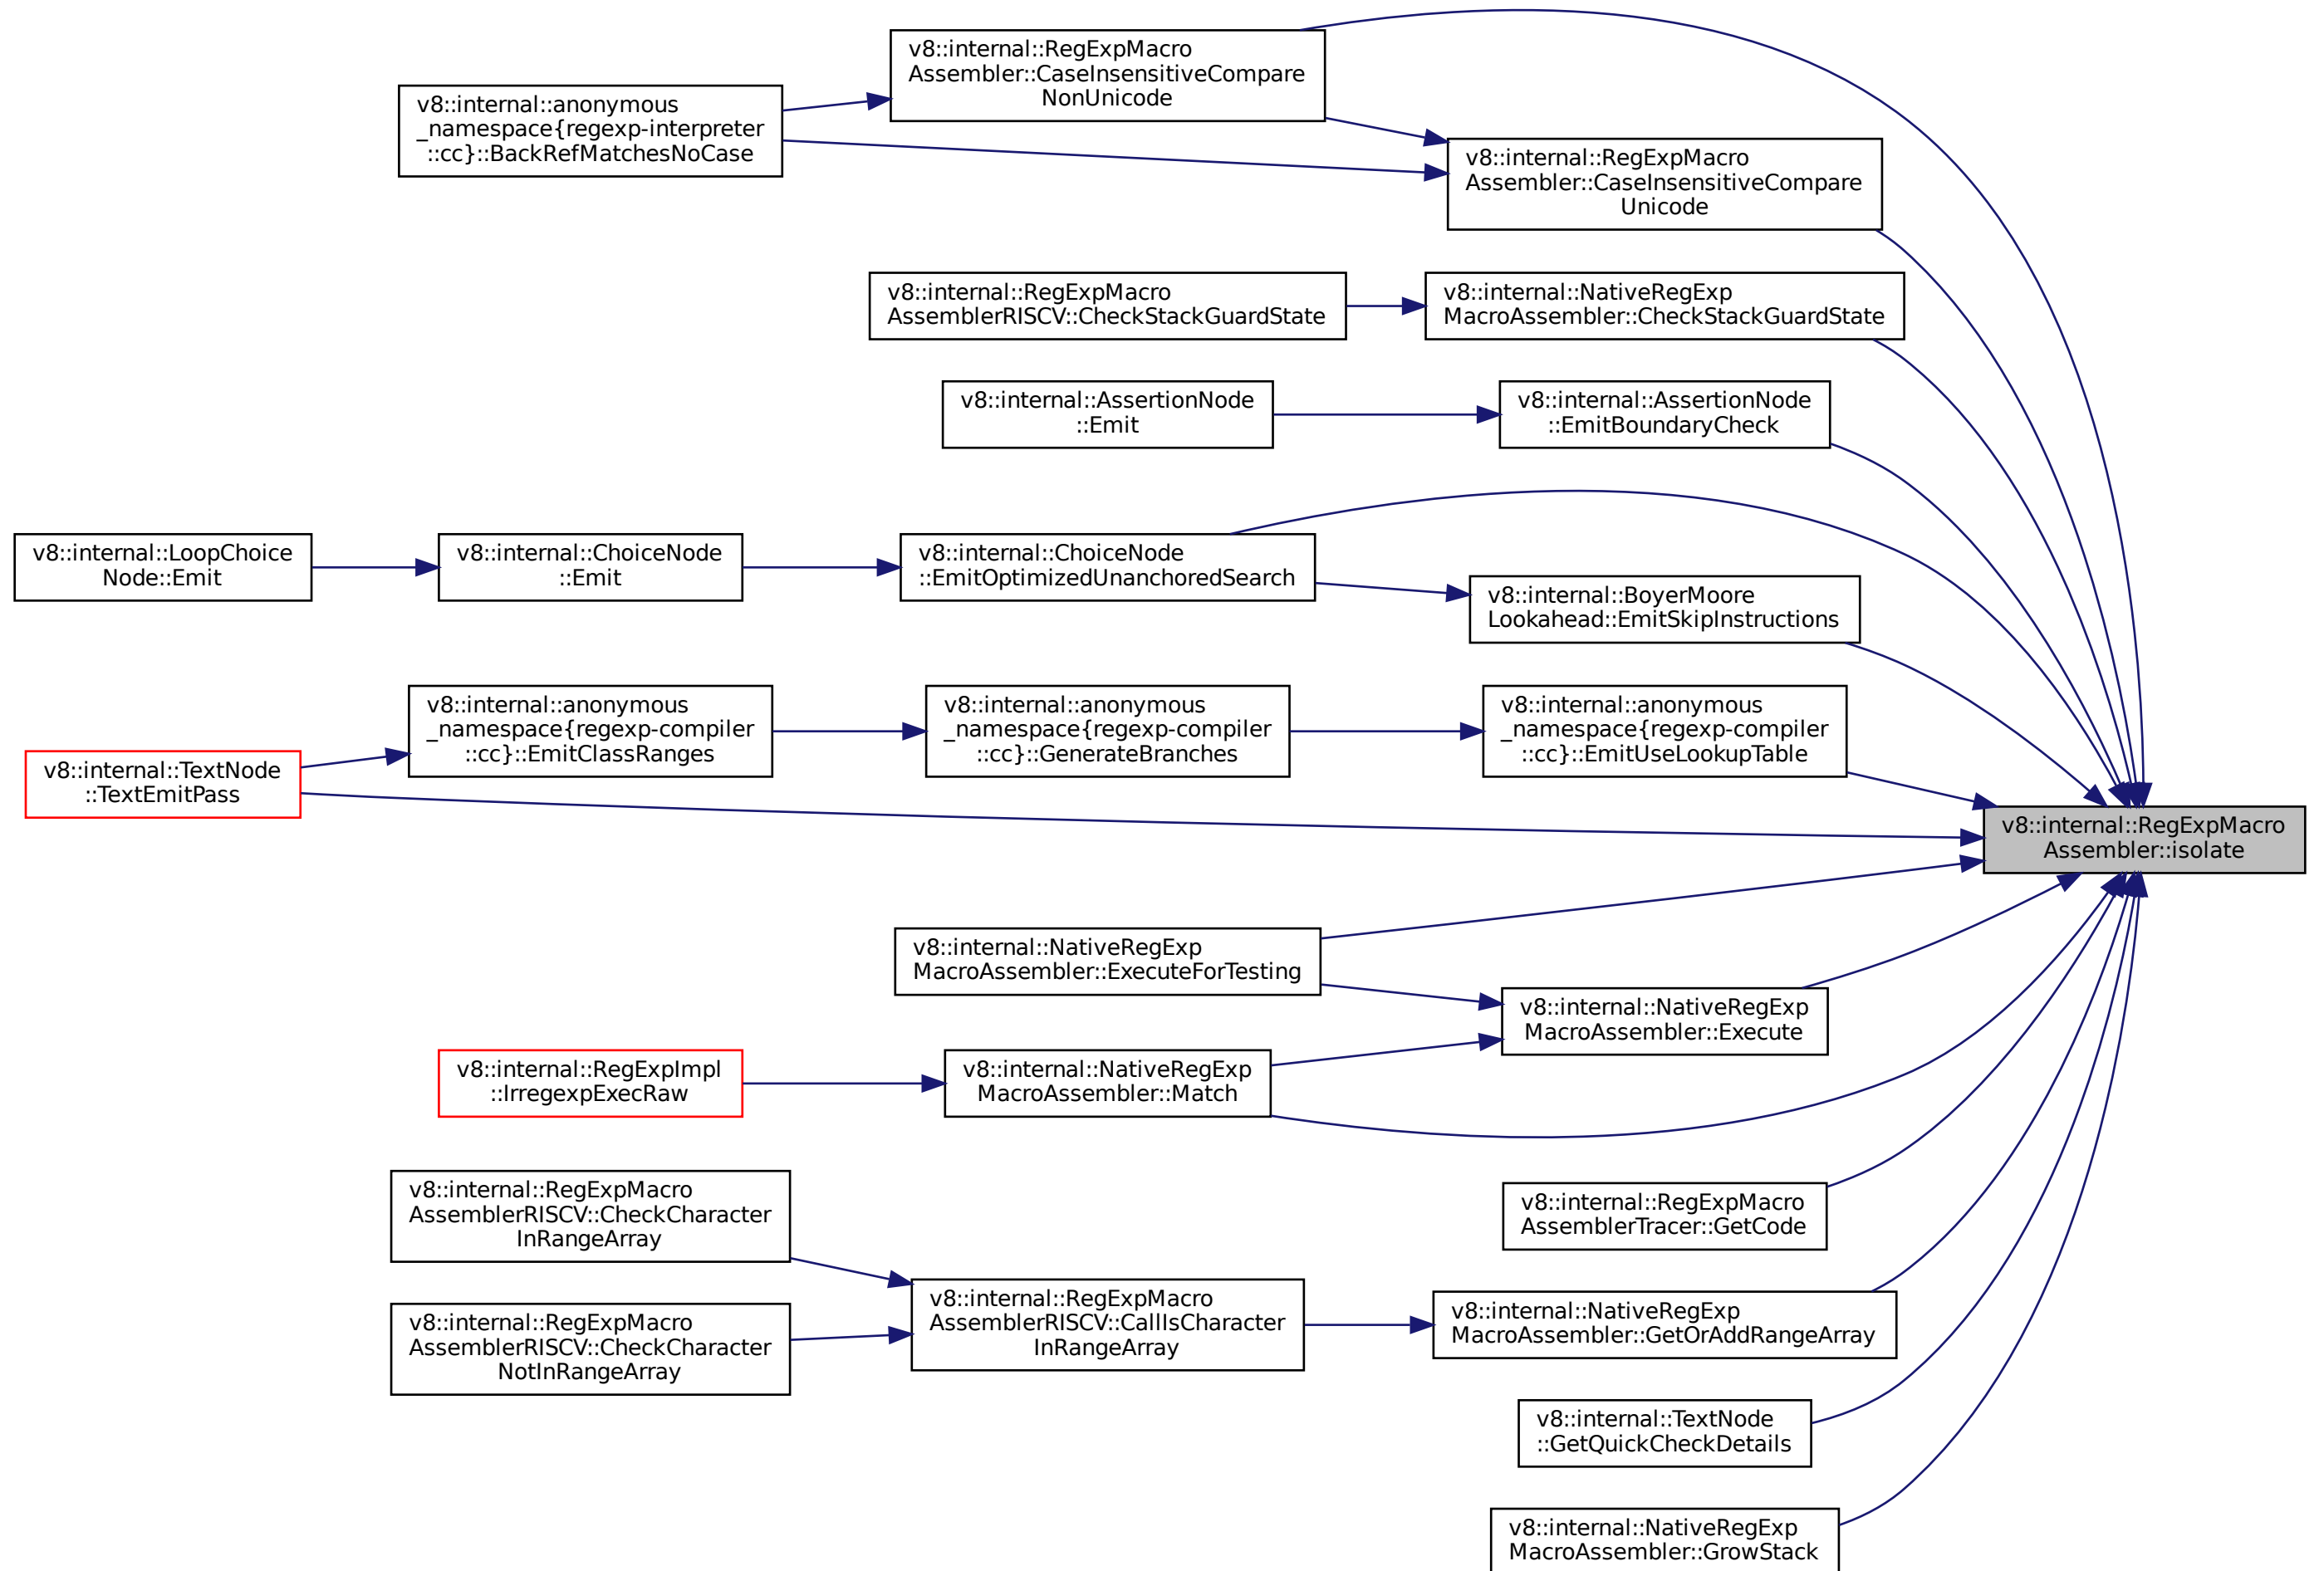 v8::internal::RegExpMacro
Assembler::CaseInsensitiveCompare
NonUnicode
v8::internal::anonymous
_namespace{regexp-interpreter
::cc}::BackRefMatchesNoCase
v8::internal::RegExpMacro
Assembler::CaseInsensitiveCompare
Unicode
v8::internal::RegExpMacro
AssemblerRISCV::CheckStackGuardState
v8::internal::NativeRegExp
MacroAssembler::CheckStackGuardState
v8::internal::AssertionNode
::Emit
v8::internal::AssertionNode
::EmitBoundaryCheck
v8::internal::LoopChoice
Node::Emit
v8::internal::ChoiceNode
::Emit
v8::internal::ChoiceNode
::EmitOptimizedUnanchoredSearch
v8::internal::BoyerMoore
Lookahead::EmitSkipInstructions
v8::internal::anonymous
_namespace{regexp-compiler
::cc}::EmitClassRanges
v8::internal::anonymous
_namespace{regexp-compiler
::cc}::GenerateBranches
v8::internal::anonymous
_namespace{regexp-compiler
::cc}::EmitUseLookupTable
v8::internal::TextNode
::TextEmitPass
v8::internal::RegExpMacro
Assembler::isolate
v8::internal::NativeRegExp
MacroAssembler::ExecuteForTesting
v8::internal::NativeRegExp
MacroAssembler::Execute
v8::internal::RegExpImpl
::IrregexpExecRaw
v8::internal::NativeRegExp
MacroAssembler::Match
v8::internal::RegExpMacro
AssemblerRISCV::CheckCharacter
InRangeArray
v8::internal::RegExpMacro
AssemblerTracer::GetCode
v8::internal::RegExpMacro
AssemblerRISCV::CheckCharacter
NotInRangeArray
v8::internal::RegExpMacro
AssemblerRISCV::CallIsCharacter
InRangeArray
v8::internal::NativeRegExp
MacroAssembler::GetOrAddRangeArray
v8::internal::TextNode
::GetQuickCheckDetails
v8::internal::NativeRegExp
MacroAssembler::GrowStack